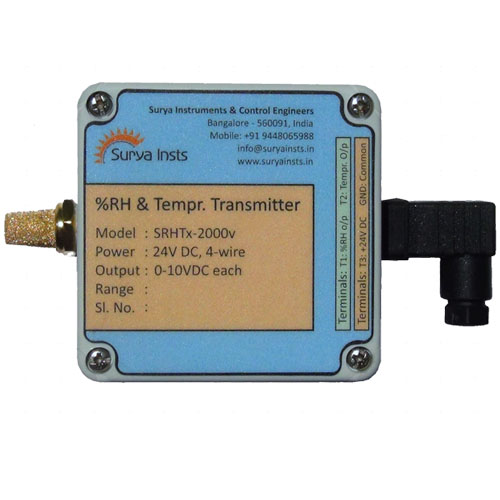 Surya Instruments & Control Engineers
Bangalore - 560091, India
Mobile: +91 9448065988
info@suryainsts.in
www.suryainsts.in
Surya Insts
%RH & Tempr. Transmitter
Model : SRHTx-2000v
Power : 24V DC, 4-wire
Output : 0-10VDC each
Range :
Sl. No. :
Terminals: T1: %RH o/p T2: Tempr. O/p
Terminals: T3: +24V DC GND: Common